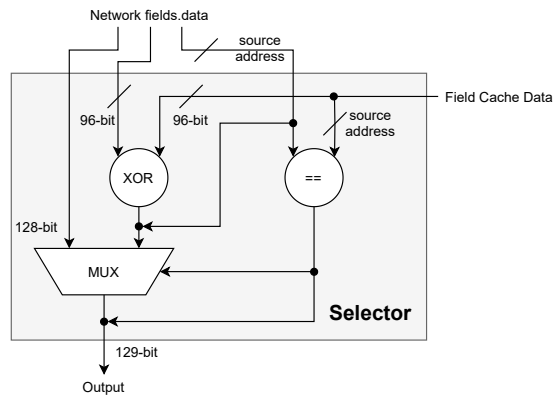 Network fields.data
source
address
Field Cache Data
96-bit
96-bit
source
address
XOR
==
128-bit
MUX
Selector
129-bit
Output